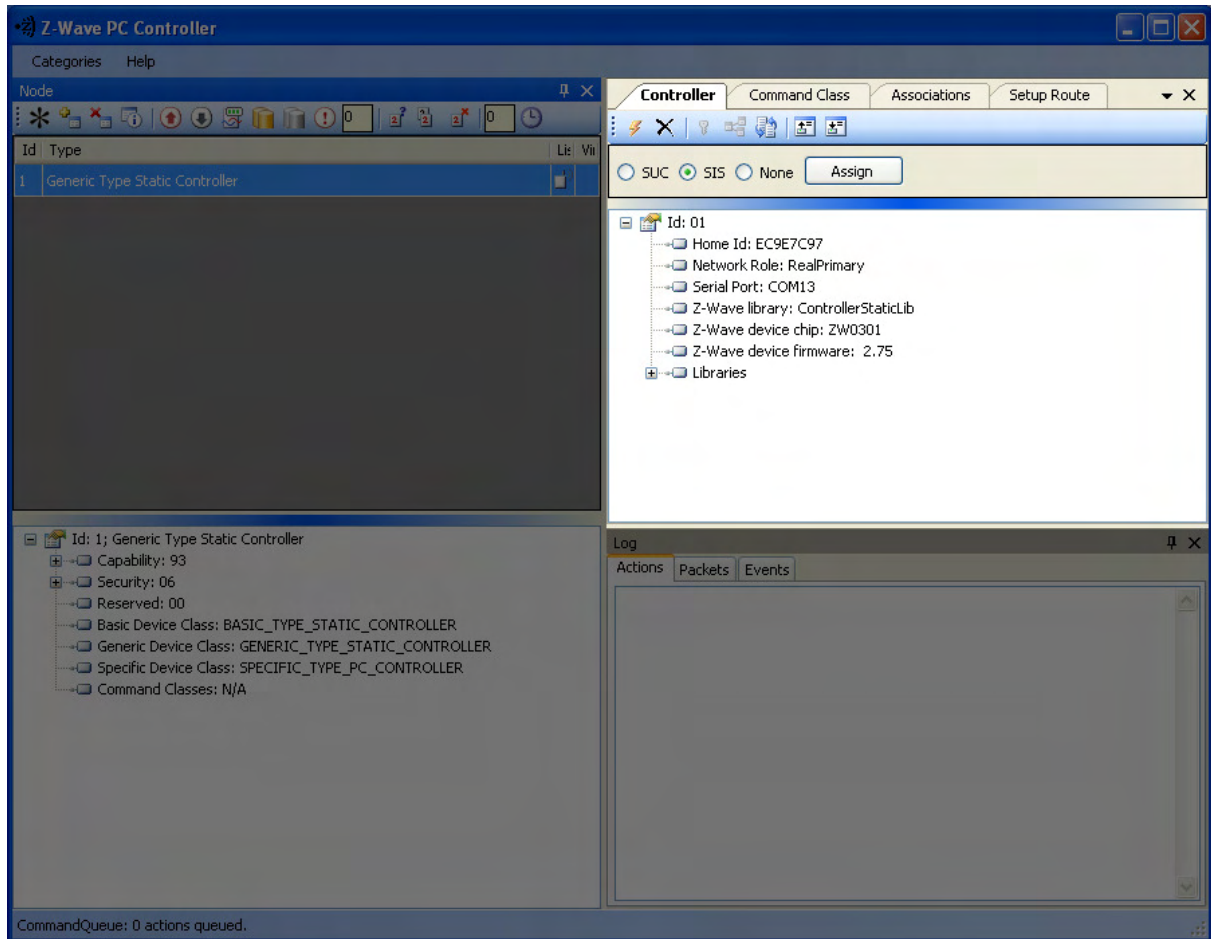 Z-Wave PC Controller
Categories Help
Node
0 0
Id Type Lis Vir
1 Generic Type Static Controller
Id: 1; Generic Type Static Controller
Capability: 93
Security: 06
Reserved: 00
Basic Device Class: BASIC_TYPE_STATIC_CONTROLLER
Generic Device Class: GENERIC_TYPE_STATIC_CONTROLLER
Specific Device Class: SPECIFIC_TYPE_PC_CONTROLLER
Command Classes: N/A
Controller Command Class Associations Setup Route
SUC SIS None Assign
Id: 01
Home Id: EC9E7C97
Network Role: RealPrimary
Serial Port: COM13
Z-Wave library: ControllerStaticLib
Z-Wave device chip: ZW0301
Z-Wave device firmware: 2.75
Libraries
Log
Actions Packets Events
CommandQueue: 0 actions queued.